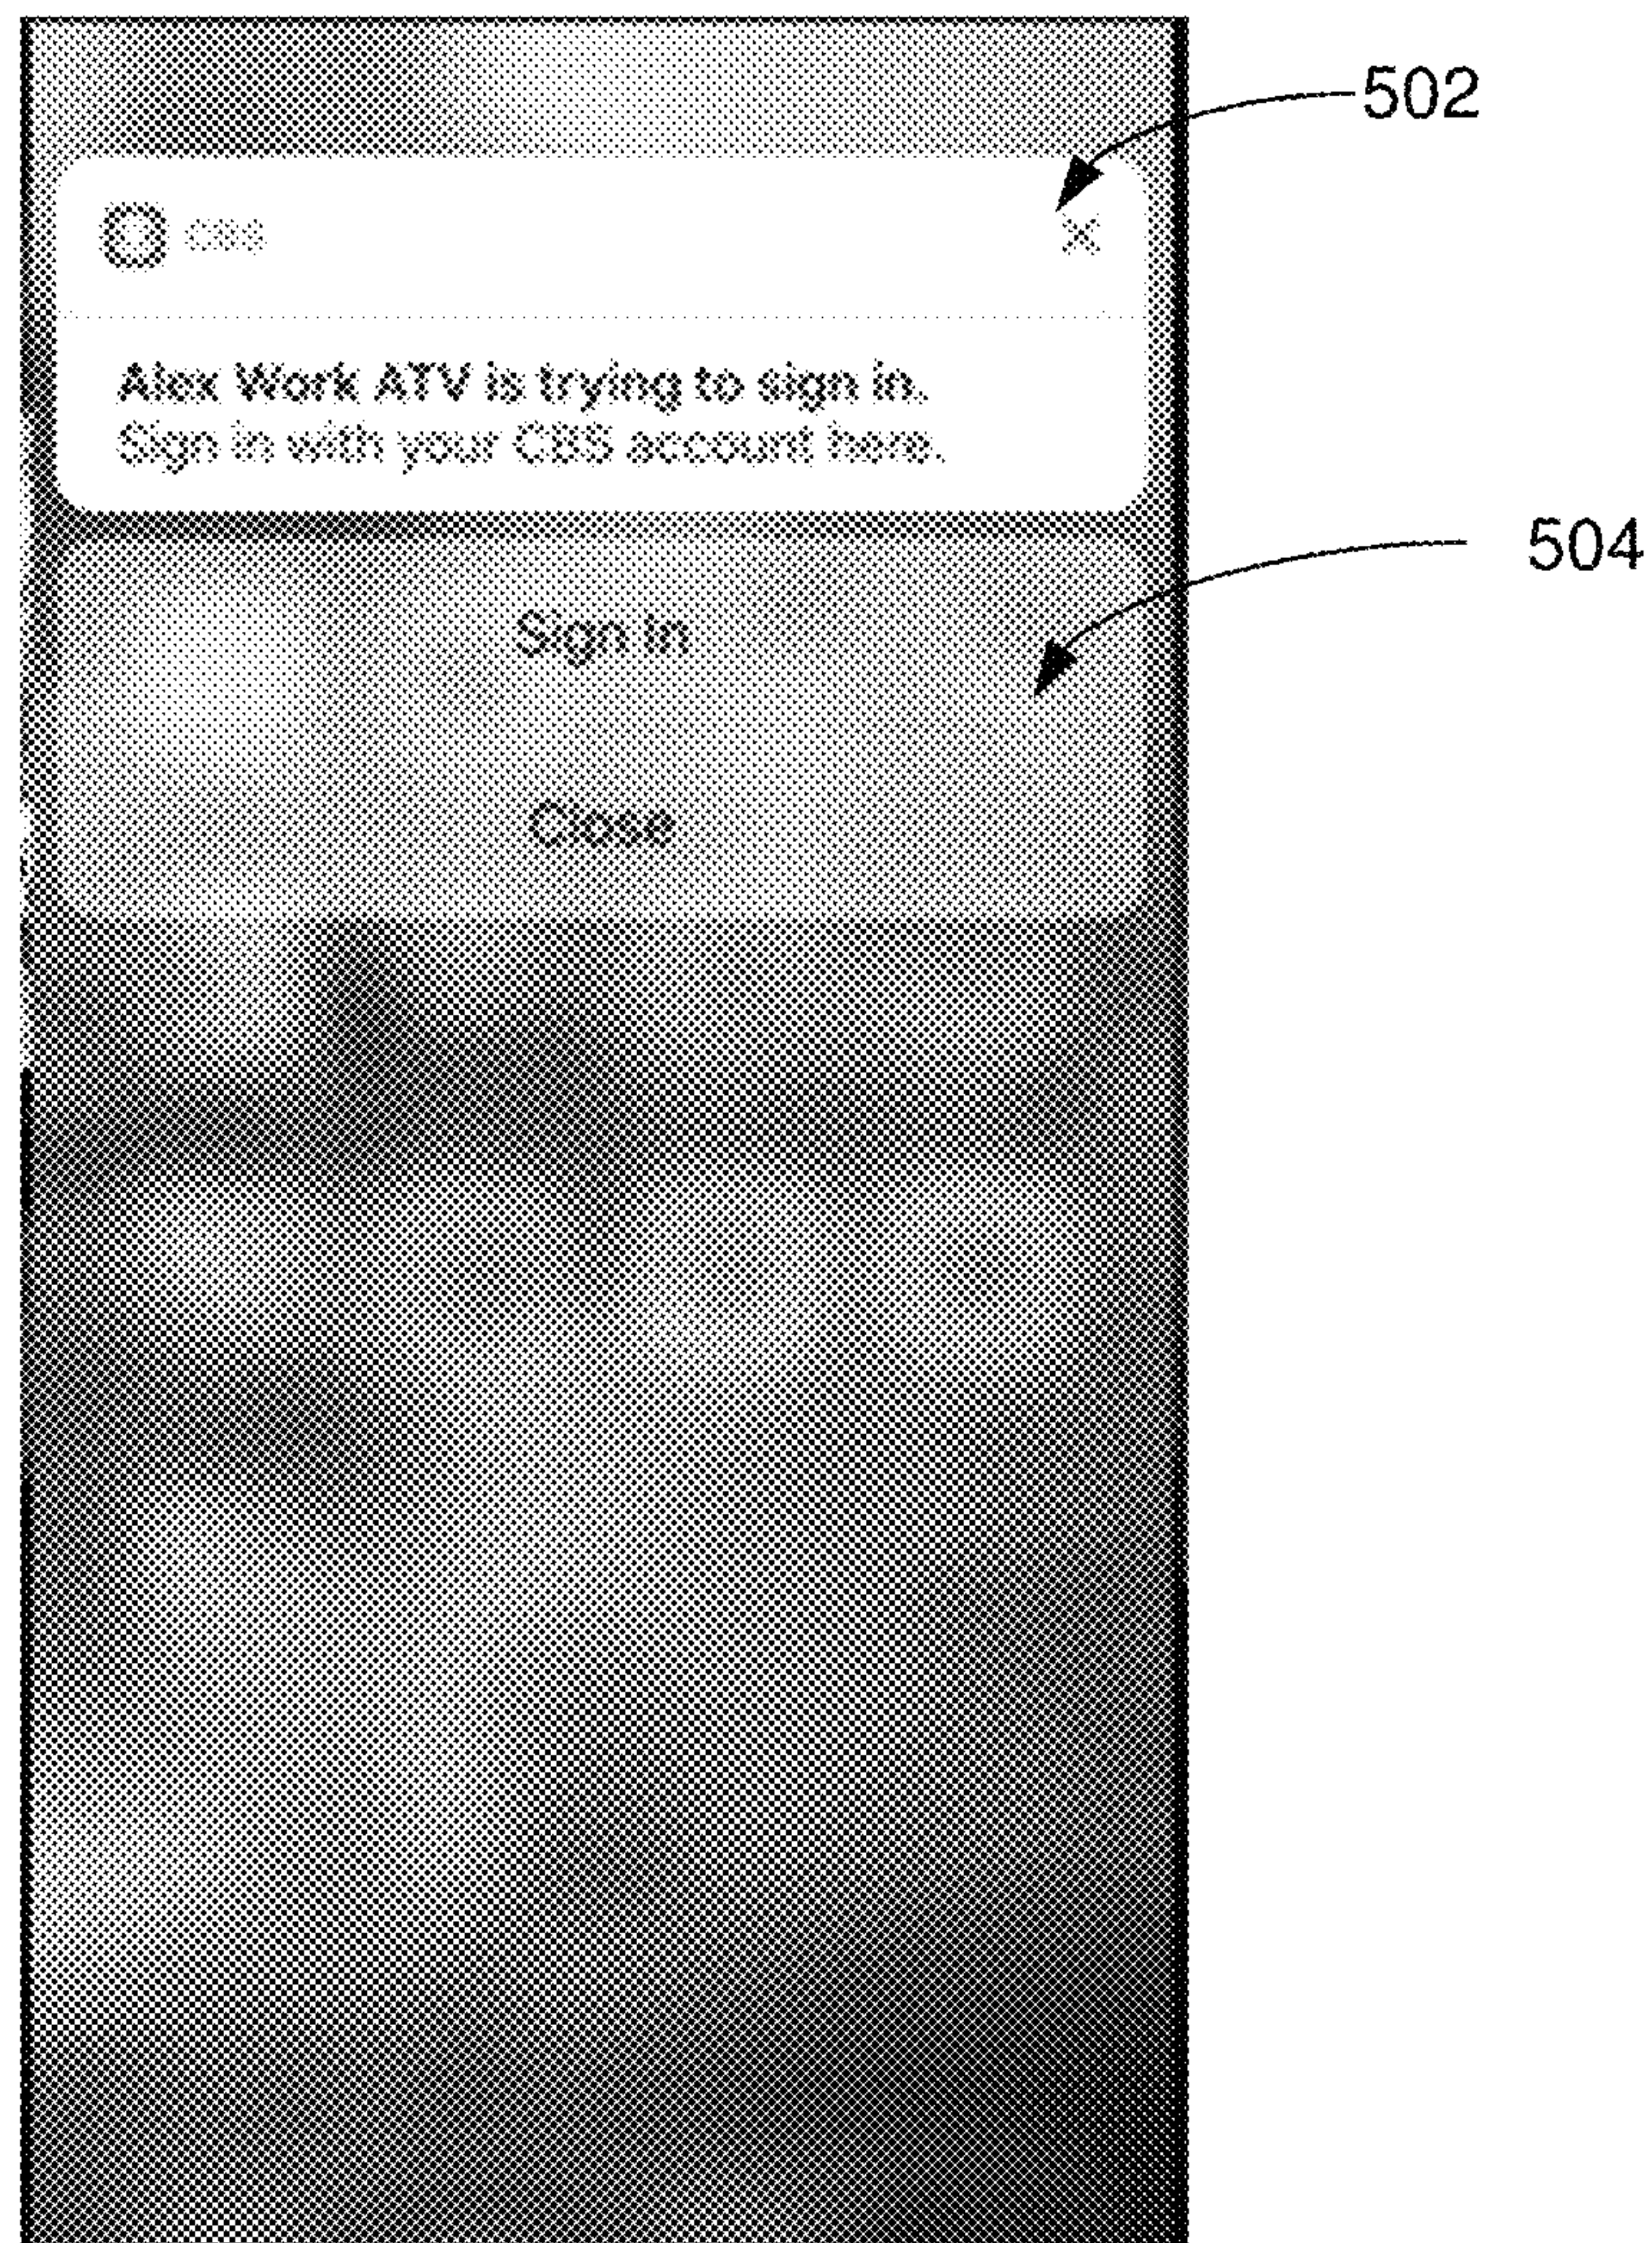 502
CBS
×
Alex Work ATV is trying to sign in.
Sign in with your CBS account here.
504
Sign In
Close